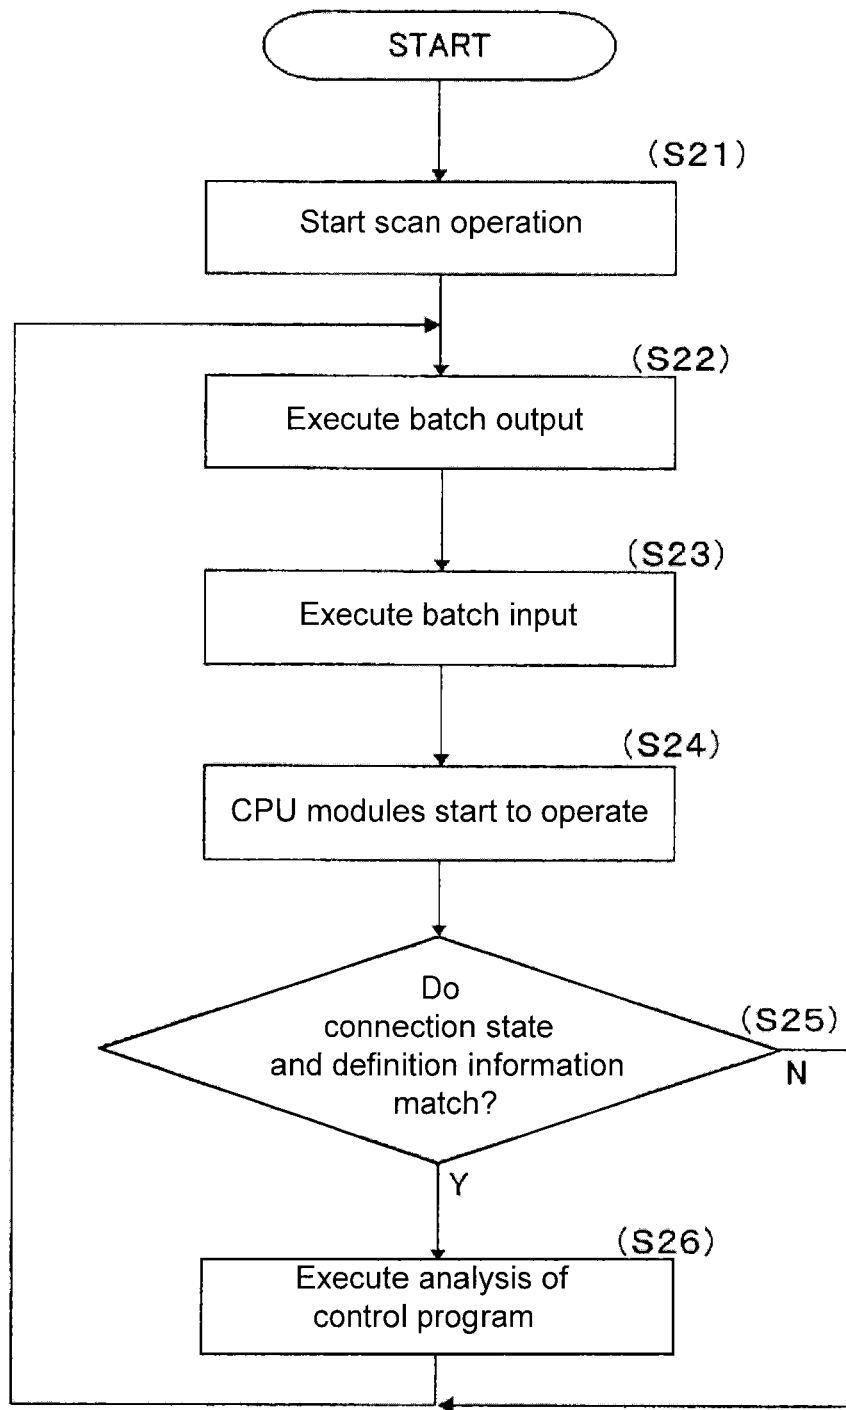 START
(S21)
Start scan operation
(S22)
Execute batch output
(S23)
Execute batch input
(S24)
CPU modules start to operate
Do
connection state
and definition information
match?
(S25)
N
Y
(S26)
Execute analysis of
control program